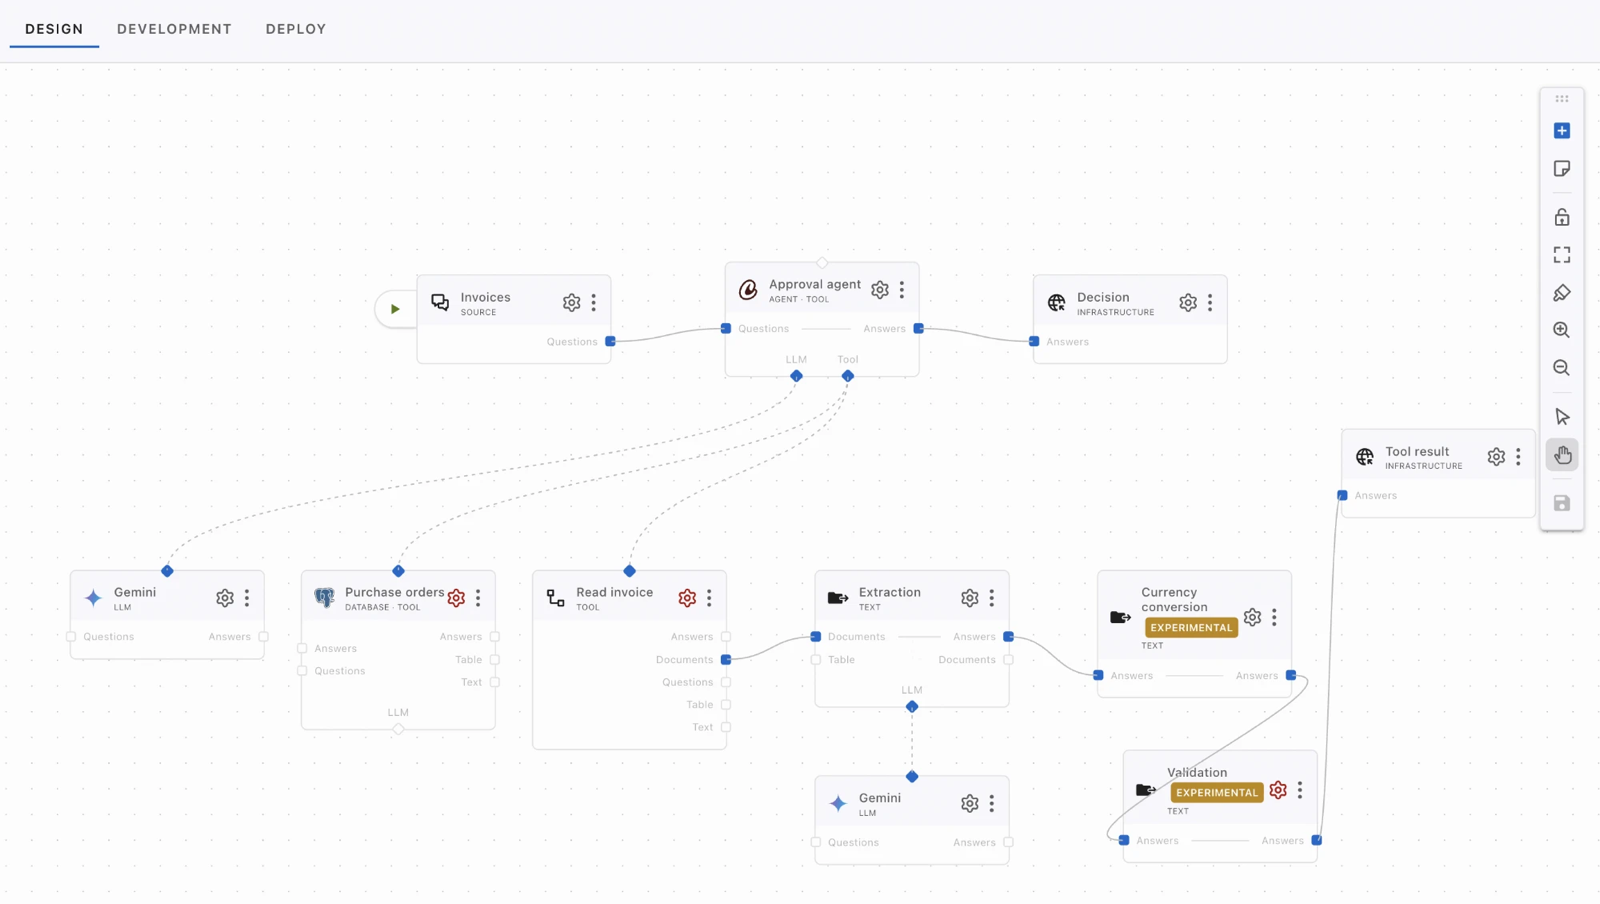 DESIGN
DEVELOPMENT
DEPLOY
Invoices
SOURCE
Questions
Approval agent
AGENT · TOOL
Questions
Answers
LLM
Tool
Decision
INFRASTRUCTURE
Answers
Tool result
INFRASTRUCTURE
Answers
Gemini
LLM
Questions
Answers
Purchase orders
DATABASE · TOOL
Answers
Answers
Table
Questions
Text
LLM
Read invoice
TOOL
Answers
Documents
Questions
Table
Text
Extraction
TEXT
Documents
Answers
Table
Documents
LLM
Currency
conversion
EXPERIMENTAL
TEXT
Answers
Answers
Gemini
LLM
Questions
Answers
Validation
EXPERIMENTAL
TEXT
Answers
Answers